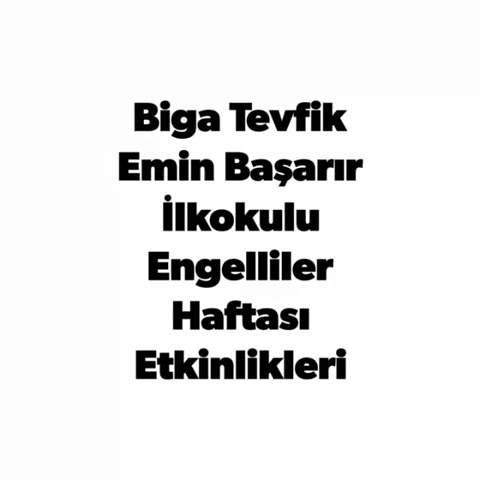 Biga Tevfik
Emin Başarır
İlkokulu
Engelliler
Haftası
Etkinlikleri